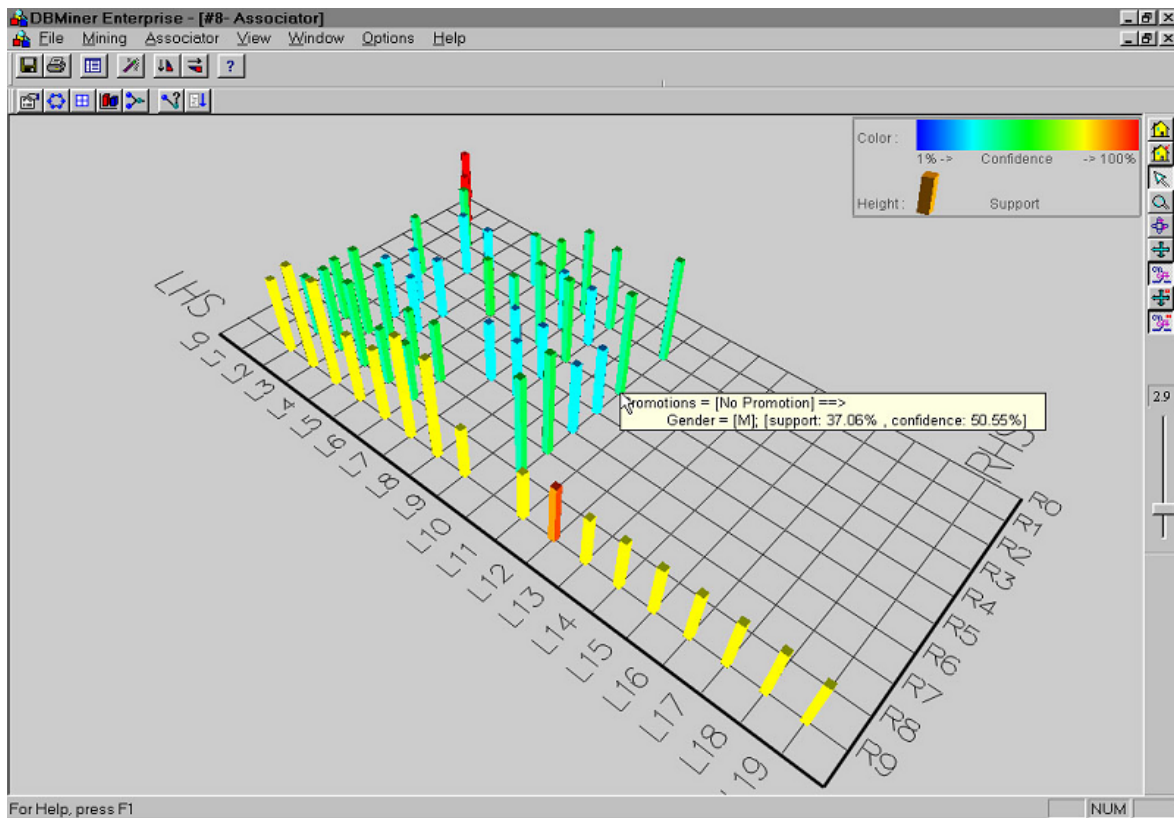 DBMiner Enterprise - [#8- Associator]
File Mining Associator View Window Options Help
Color :
1% -> Confidence -> 100%
Height : Support
LHS
RHS
2.9
romotions = [No Promotion] ==>
Gender = [M]; [support: 37.06% , confidence: 50.55%]
L2
L3
L4
L5
L6
L7
L8
L9
L10
L11
L12
L13
L14
L15
L16
L17
L18
L19
R0
R1
R2
R3
R4
R5
R6
R7
R8
R9
For Help, press F1
NUM